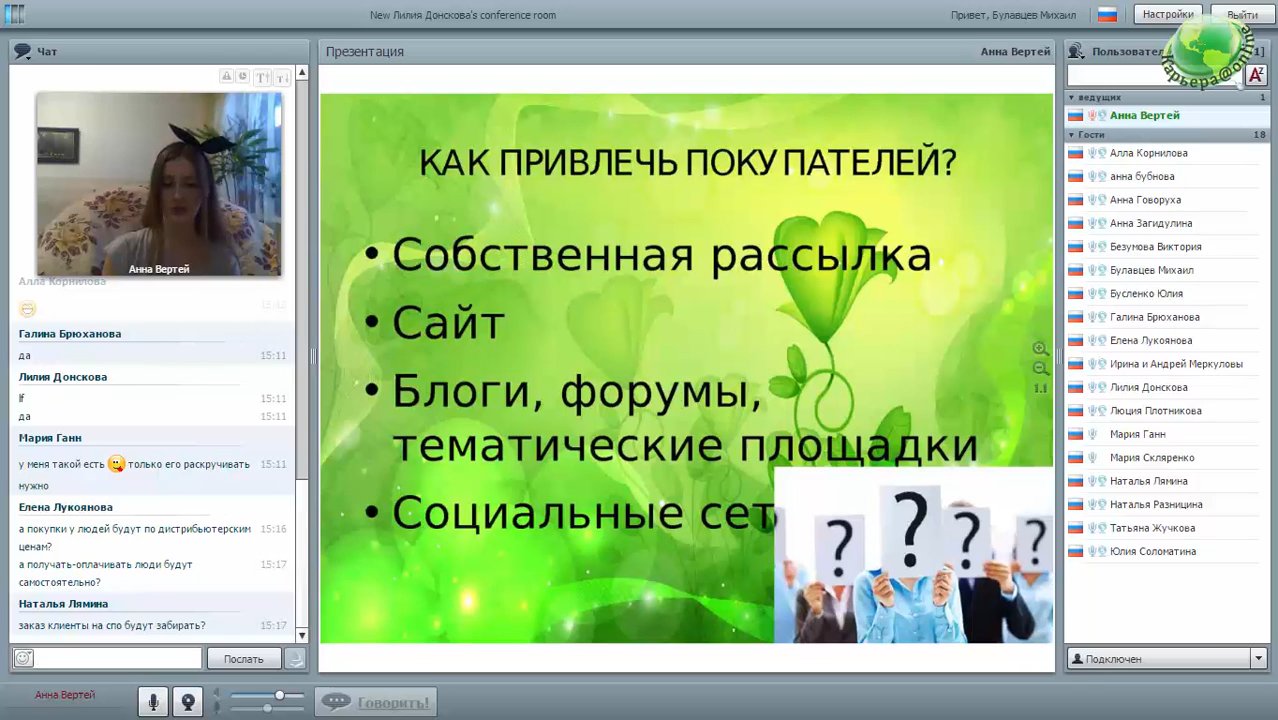 New Лилия Донскова's conference room
Привет, Булавцев Михаил
Настройки
Выйти
Карьера@online
Чат
Анна Вертей
Алла Корнилова
Галина Брюханова
да 15:11
Лилия Донскова
lf 15:11
да 15:11
Мария Ганн
у меня такой есть только его раскручивать 15:11
нужно
Елена Лукоянова
а покупки у людей будут по дистрибьютерским 15:16
ценам?
а получать-оплачивать люди будут 15:17
самостоятельно?
Наталья Лямина
заказ клиенты на спо будут забирать? 15:17
Послать
Презентация
Анна Вертей
КАК ПРИВЛЕЧЬ ПОКУПАТЕЛЕЙ?
• Собственная рассылка
• Сайт
• Блоги, форумы,
тематические площадки
• Социальные сет
? ? ? ?
1:1
ведущих 1
Анна Вертей
Гости 18
Алла Корнилова
анна бубнова
Анна Говоруха
Анна Загидулина
Безумова Виктория
Булавцев Михаил
Бусленко Юлия
Галина Брюханова
Елена Лукоянова
Ирина и Андрей Меркуловы
Лилия Донскова
Люция Плотникова
Мария Ганн
Мария Скляренко
Наталья Лямина
Наталья Разницина
Татьяна Жучкова
Юлия Соломатина
Подключен
Анна Вертей
Говорить!